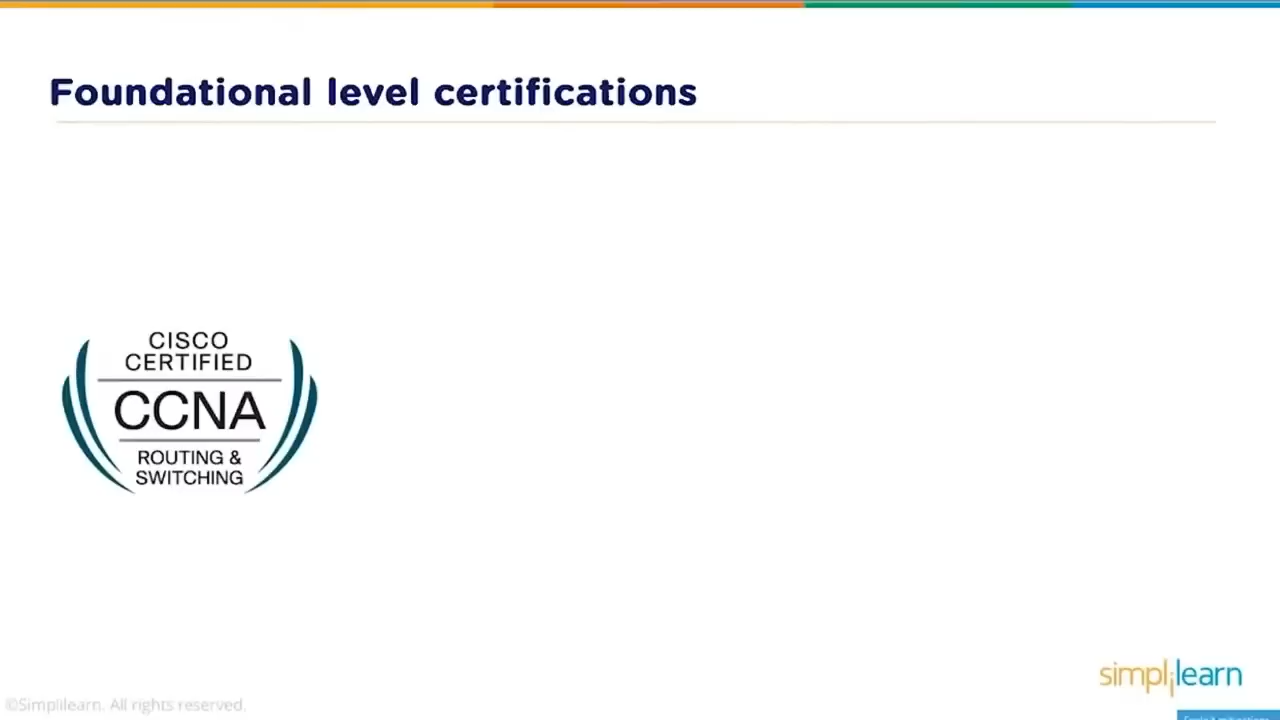 Foundational level certifications
CISCO
CERTIFIED
CCNA
ROUTING &
SWITCHING
simplilearn
©Simplilearn. All rights reserved.